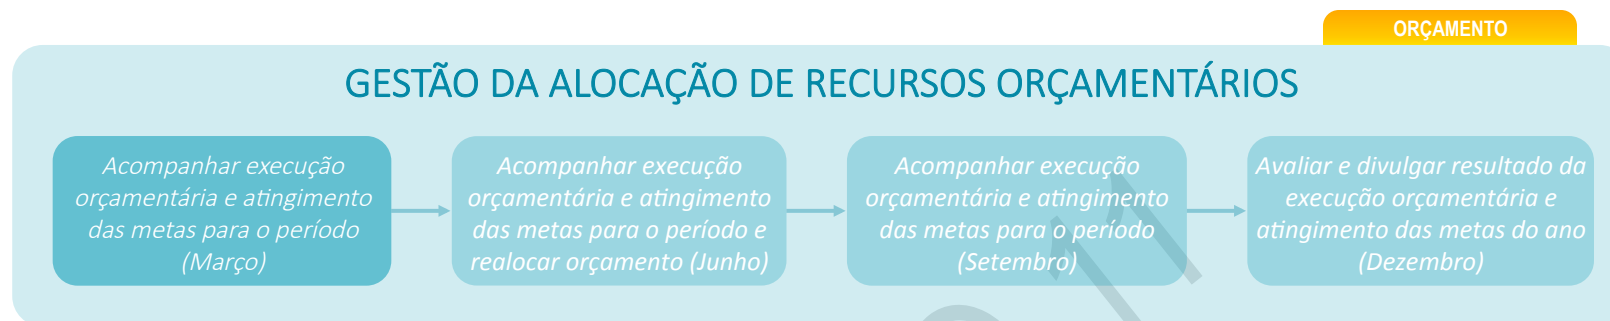 ORÇAMENTO
GESTÃO DA ALOCAÇÃO DE RECURSOS ORÇAMENTÁRIOS
Acompanhar execução
orçamentária e atingimento
das metas para o período
(Março)
Acompanhar execução
orçamentária e atingimento
das metas para o período e
realocar orçamento (Junho)
Acompanhar execução
orçamentária e atingimento
das metas para o período
(Setembro)
Avaliar e divulgar resultado da
execução orçamentária e
atingimento das metas do ano
(Dezembro)